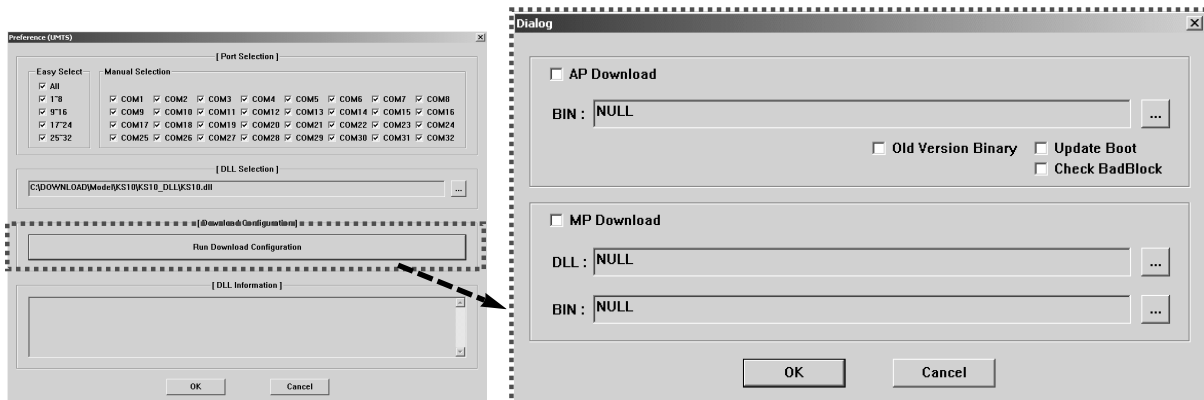 Preference (UMTS)
[ Port Selection ]
Easy Select
All
1~8
9~16
17~24
25~32
Manual Selection
COM1 COM2 COM3 COM4 COM5 COM6 COM7 COM8
COM9 COM10 COM11 COM12 COM13 COM14 COM15 COM16
COM17 COM18 COM19 COM20 COM21 COM22 COM23 COM24
COM25 COM26 COM27 COM28 COM29 COM30 COM31 COM32
[ DLL Selection ]
C:\DOWNLOAD\Model\KS10\KS10_DLL\KS10.dll
...
[ Download Configuration ]
Run Download Configuration
[ DLL Information ]
OK Cancel
Dialog
AP Download
BIN : NULL ...
Old Version Binary Update Boot
Check BadBlock
MP Download
DLL : NULL ...
BIN : NULL ...
OK Cancel